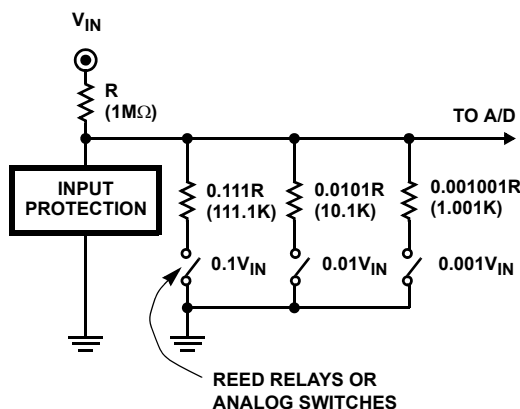 VIN
R
(1MΩ)
TO A/D
INPUT
PROTECTION
0.111R
(111.1K)
0.0101R
(10.1K)
0.001001R
(1.001K)
0.1VIN
0.01VIN
0.001VIN
REED RELAYS OR
ANALOG SWITCHES